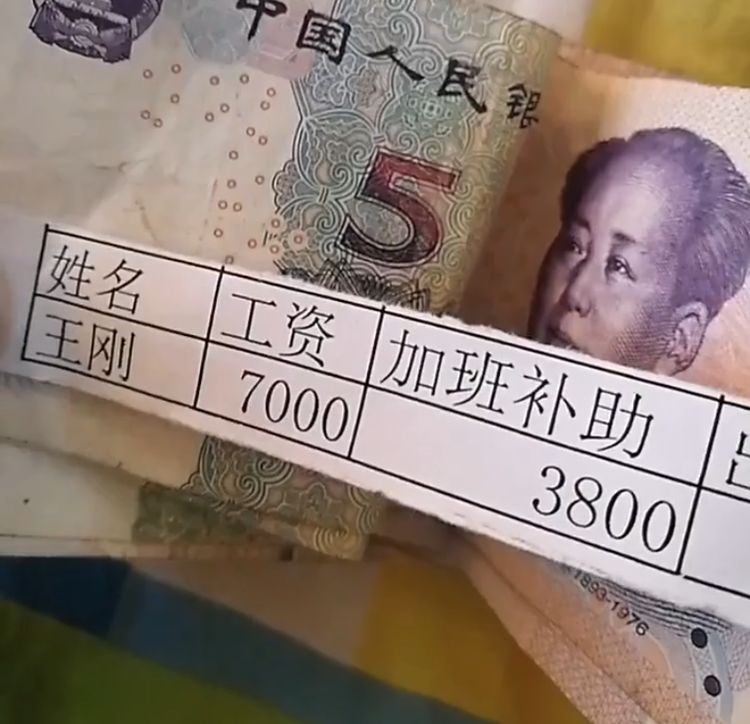 中国人民银
5
姓名 工资 加班补助
王刚 7000 3800
1893-1976